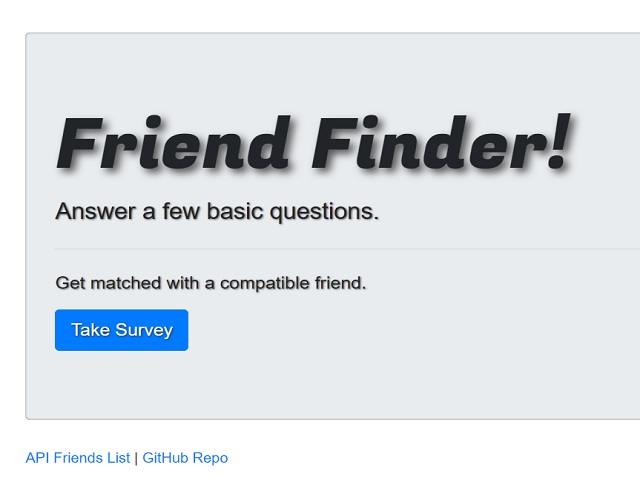 Friend Finder!
Answer a few basic questions.
Get matched with a compatible friend.
Take Survey
API Friends List | GitHub Repo